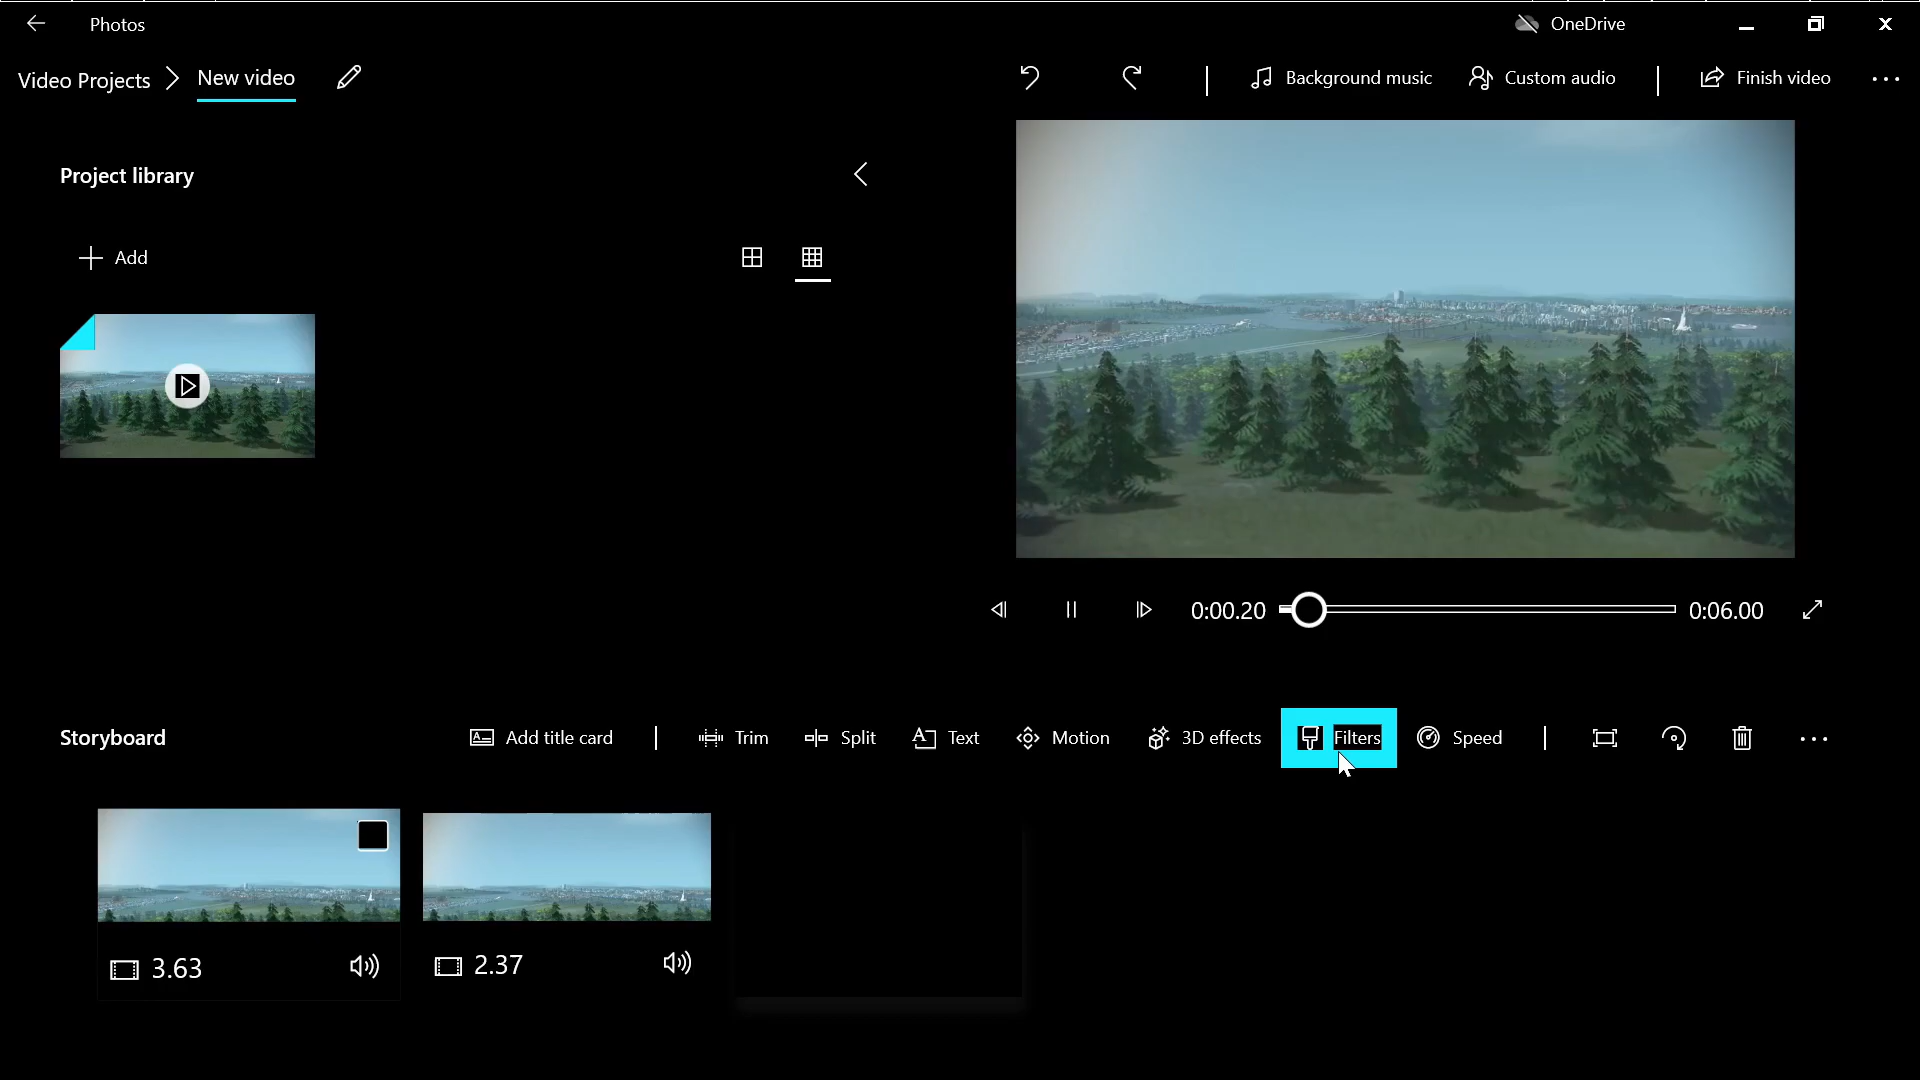 Photos
OneDrive
Video Projects
New video
Background music
Custom audio
Finish video
Project library
Add
0:00.20
0:06.00
Storyboard
Add title card
Trim
Split
Text
Motion
3D effects
Filters
Speed
3.63
2.37